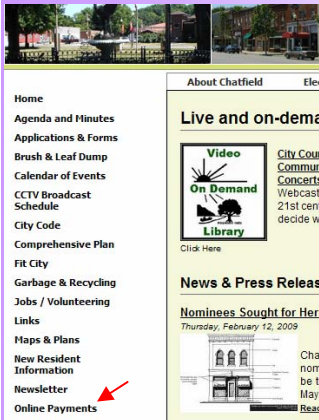 About Chatfield
Home
Agenda and Minutes
Applications & Forms
Brush & Leaf Dump
Calendar of Events
CCTV Broadcast
Schedule
City Code
Comprehensive Plan
Fit City
Garbage & Recycling
Jobs / Volunteering
Links
Maps & Plans
New Resident
Information
Newsletter
Online Payments
Live and on-dema
Video
On Demand
Library
Click Here
City Coun
Commun
Concerts
Webcast
21st cent
decide w
News & Press Releas
Nominees Sought for Her
Thursday, February 12, 2009
Cha
nom
be t
May
Read